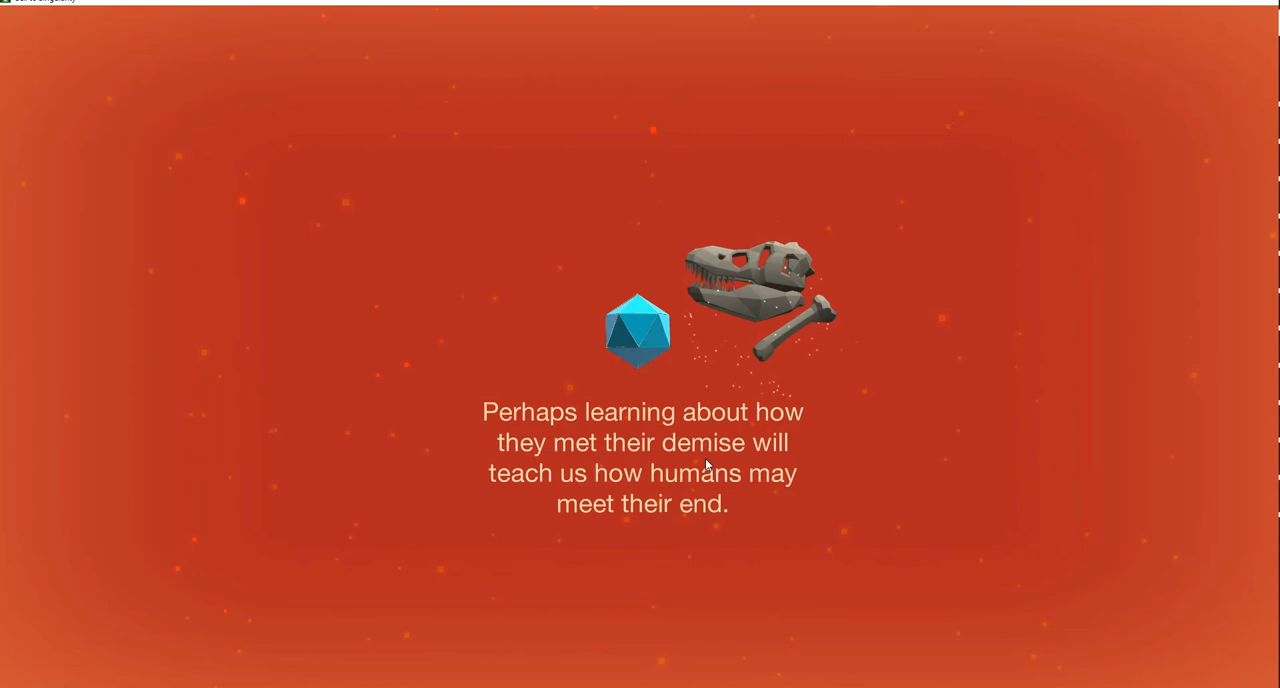 Perhaps learning about how
they met their demise will
teach us how humans may
meet their end.